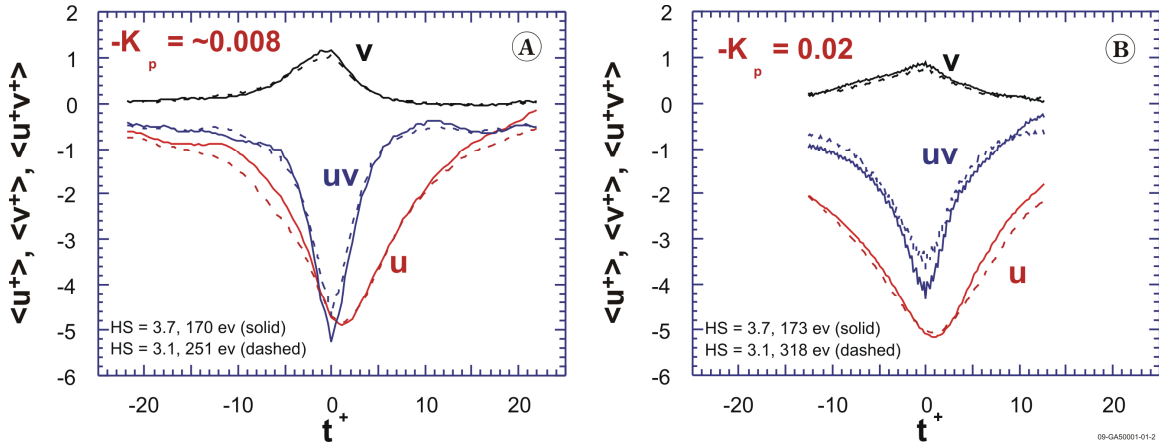 <u⁺>, <v⁺>, <u⁺v⁺>
2
1
0
-1
-2
-3
-4
-5
-6
-Kp = ~0.008
A
v
uv
u
HS = 3.7, 170 ev (solid)
HS = 3.1, 251 ev (dashed)
-20 -10 0 10 20
t⁺
<u⁺>, <v⁺>, <u⁺v⁺>
2
1
0
-1
-2
-3
-4
-5
-6
-Kp = 0.02
B
v
uv
u
HS = 3.7, 173 ev (solid)
HS = 3.1, 318 ev (dashed)
-20 -10 0 10 20
t⁺
09-GA50001-01-2